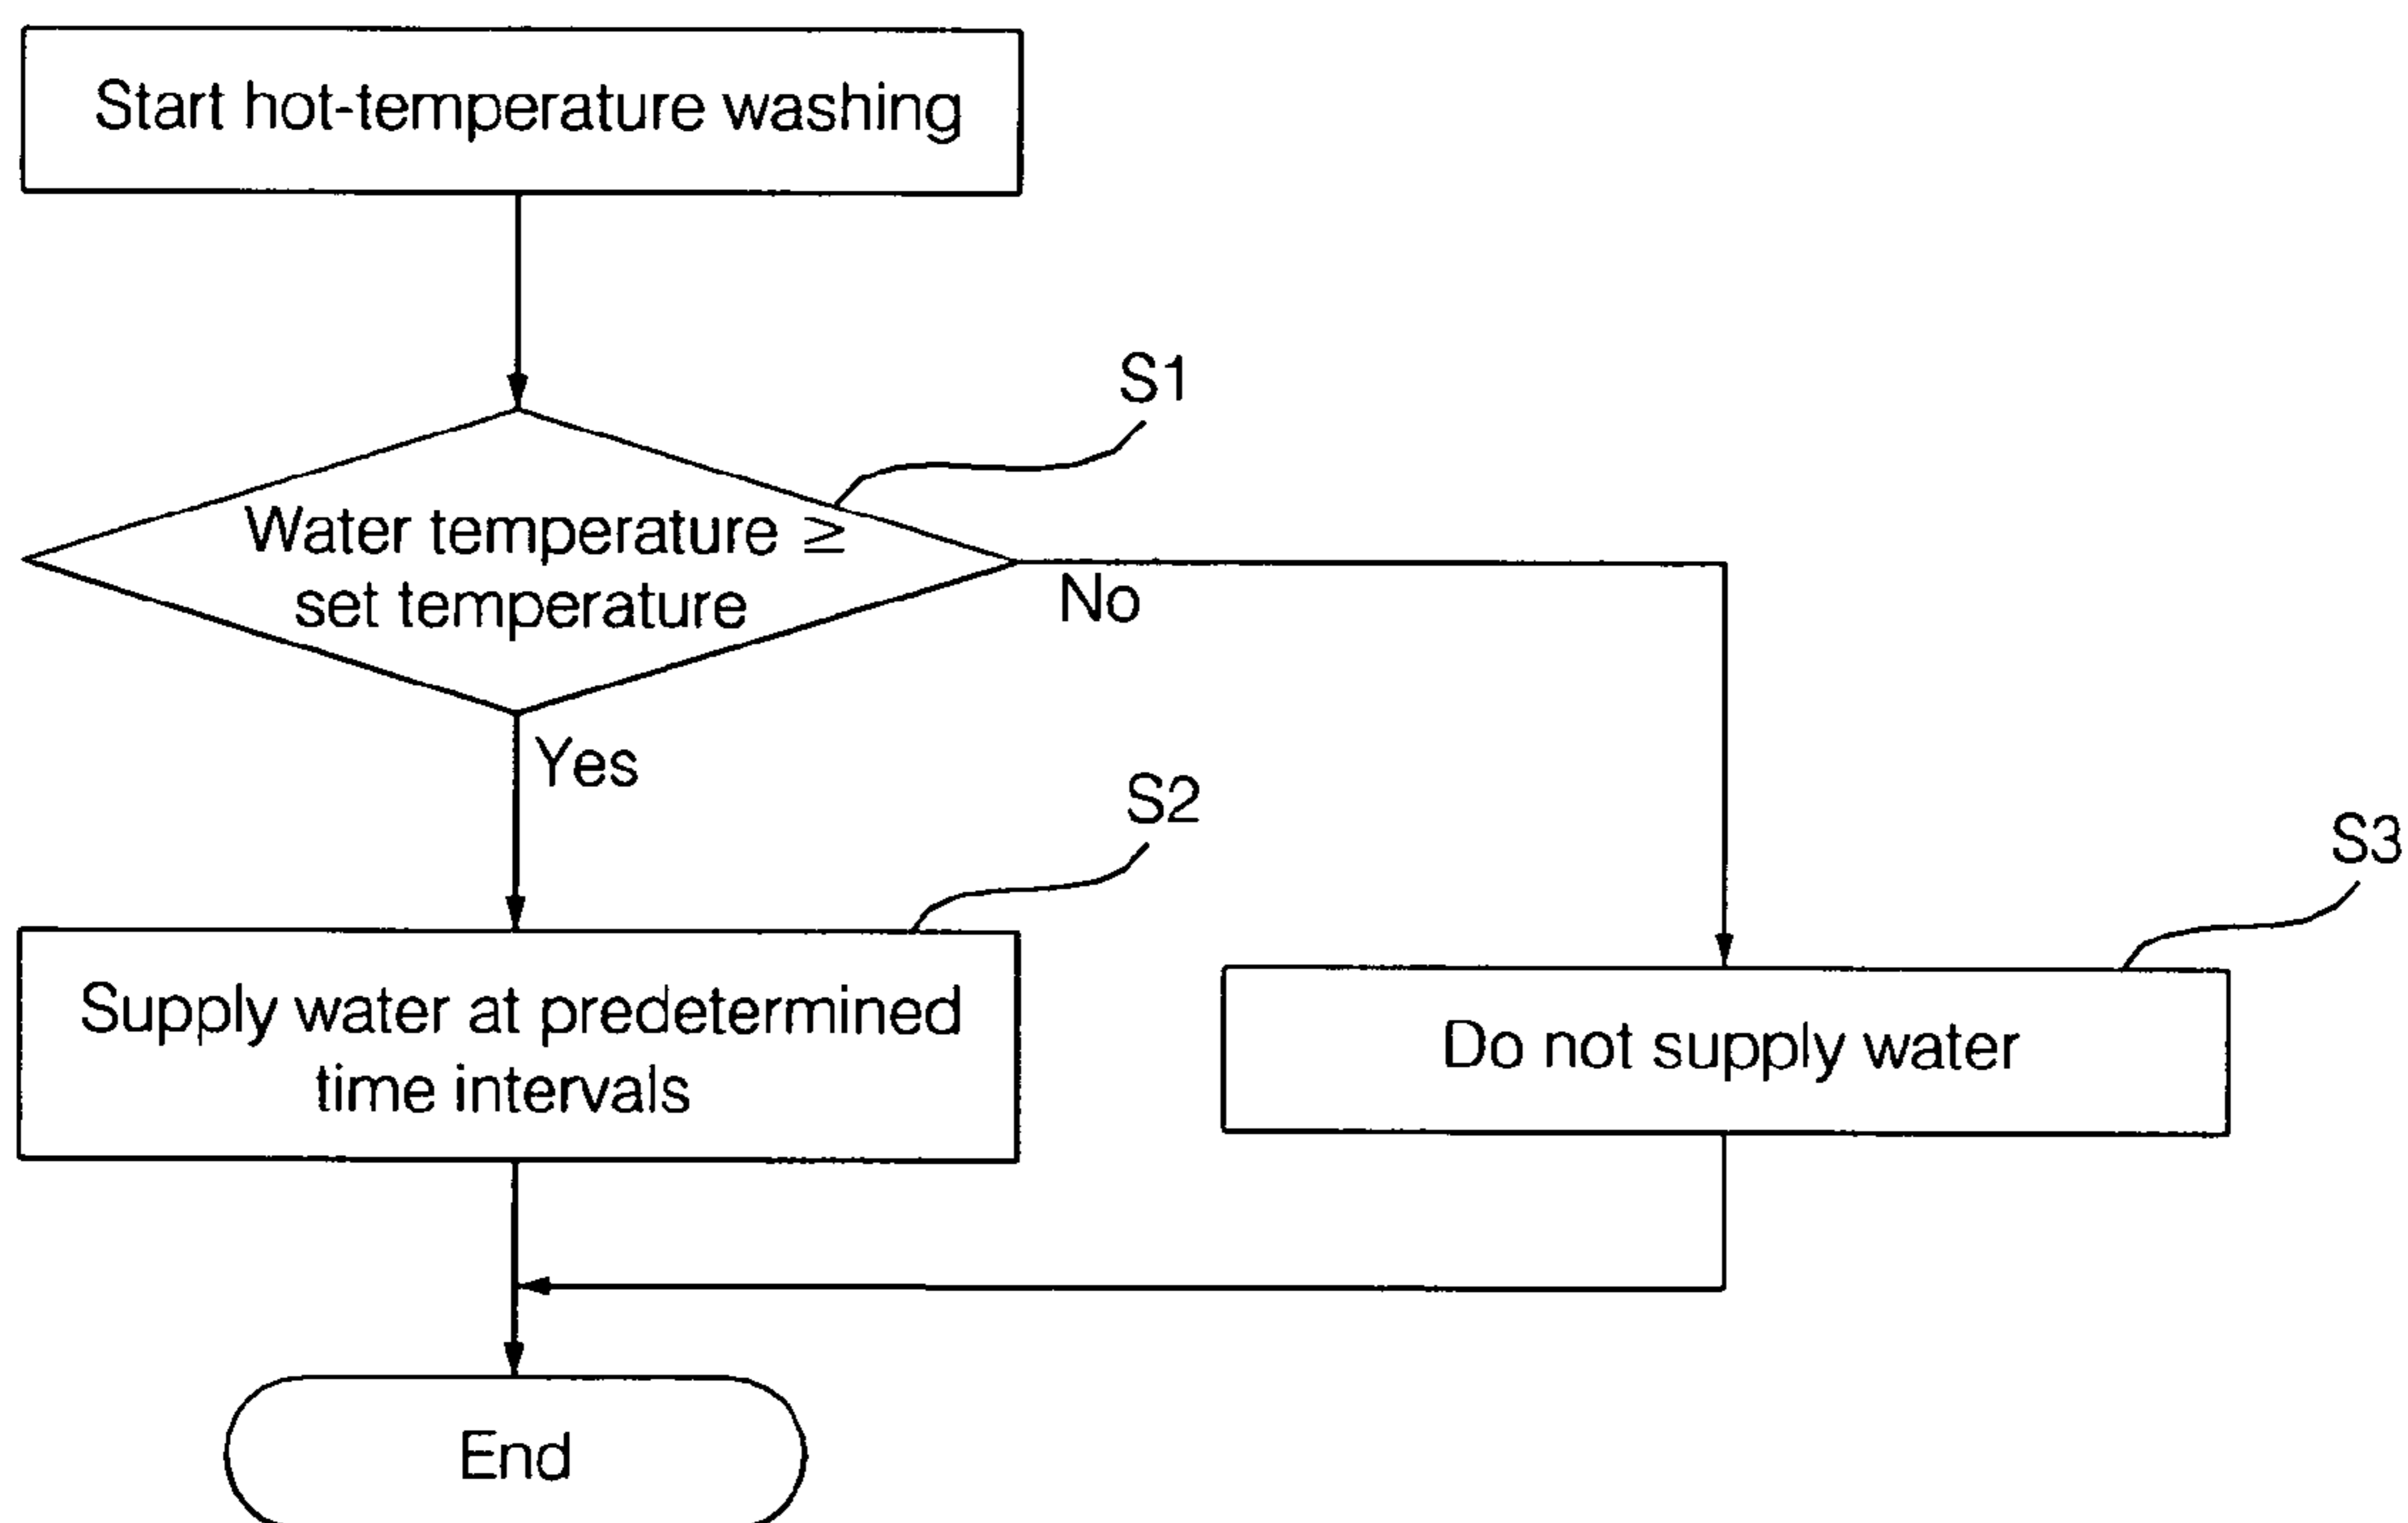 Start hot-temperature washing
S1
Water temperature ≥
set temperature
No
Yes
S2
S3
Supply water at predetermined
time intervals
Do not supply water
End